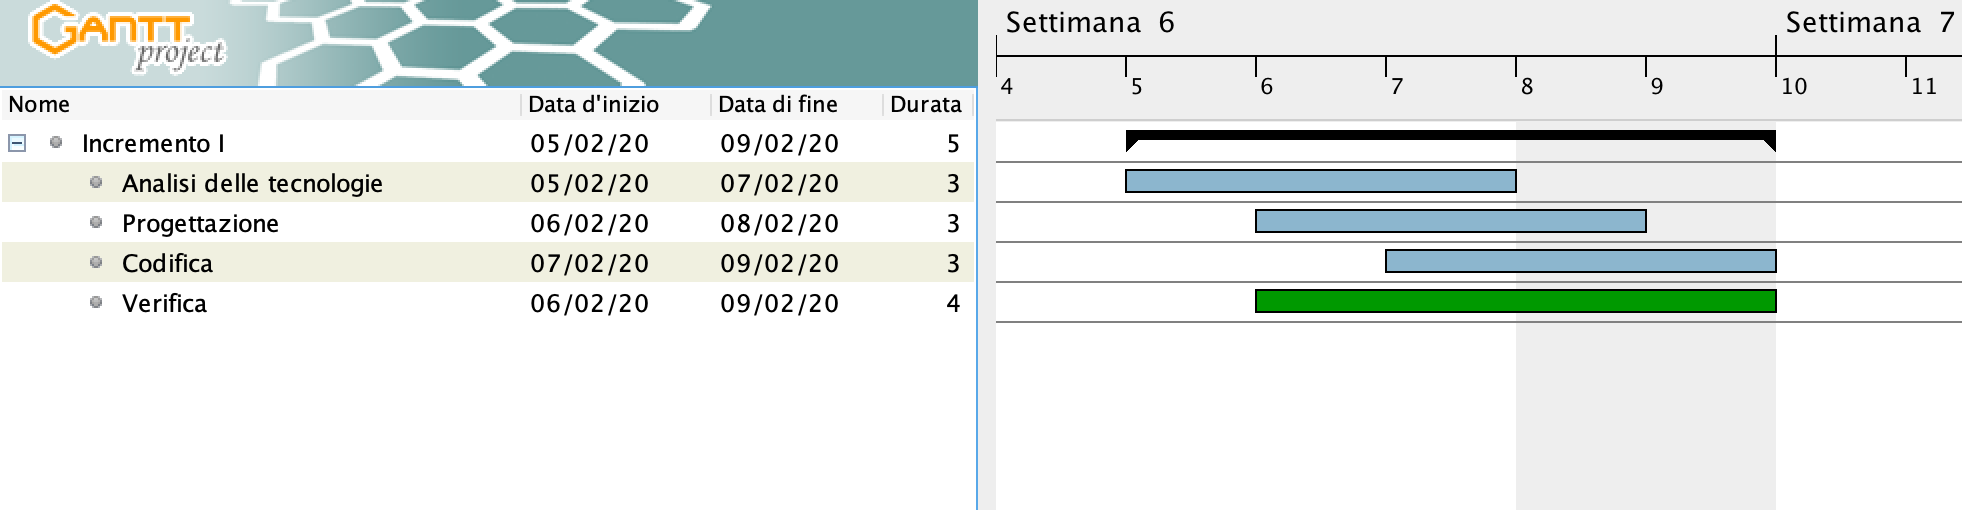 GANTT
project
Settimana 6 Settimana 7
4 5 6 7 8 9 10 11
Nome Data d'inizio Data di fine Durata
Incremento I 05/02/20 09/02/20 5
Analisi delle tecnologie 05/02/20 07/02/20 3
Progettazione 06/02/20 08/02/20 3
Codifica 07/02/20 09/02/20 3
Verifica 06/02/20 09/02/20 4